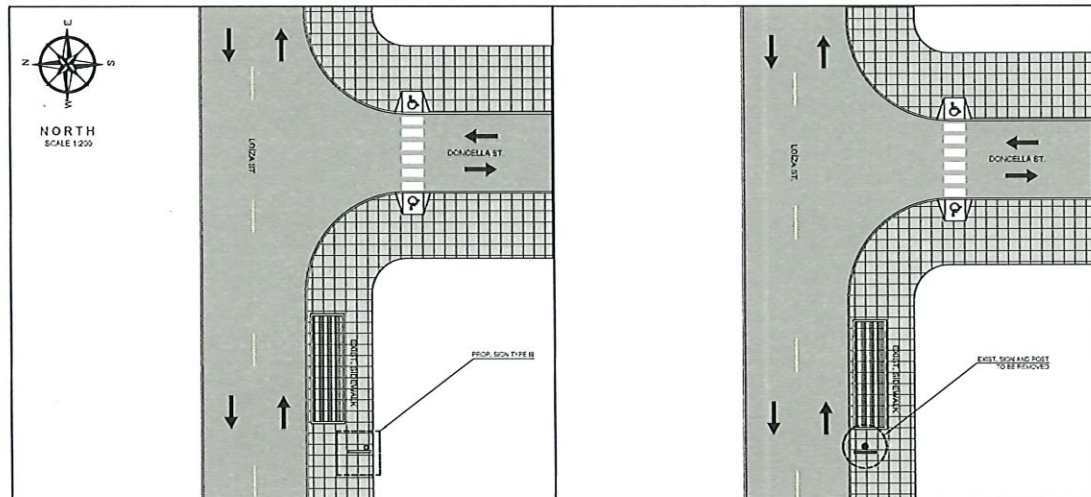 E
N
S
W
NORTH
SCALE 1:200
LOIZA ST
DONCELLA ST.
EXIST. SIDEWALK
PROP. SIGN TYPE III
LOIZA ST.
DONCELLA ST.
EXIST. SIDEWALK
EXIST. SIGN AND POST
TO BE REMOVED